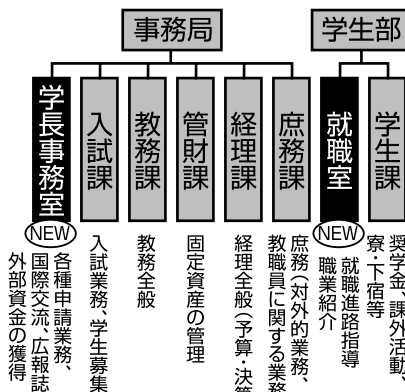 事務局
学生部
学生課
就職室
庶務課
経理課
管財課
教務課
入試課
学長事務室
NEW
NEW
奨学金、課外活動、
寮・下宿等
就職進路指導
職業紹介
庶務(対外的業務、
教職員に関する業務
経理全般(予算・決算
固定資産の管理
教務全般
入試業務、学生募集
各種申請業務、
国際交流、広報誌
外部資金の獲得